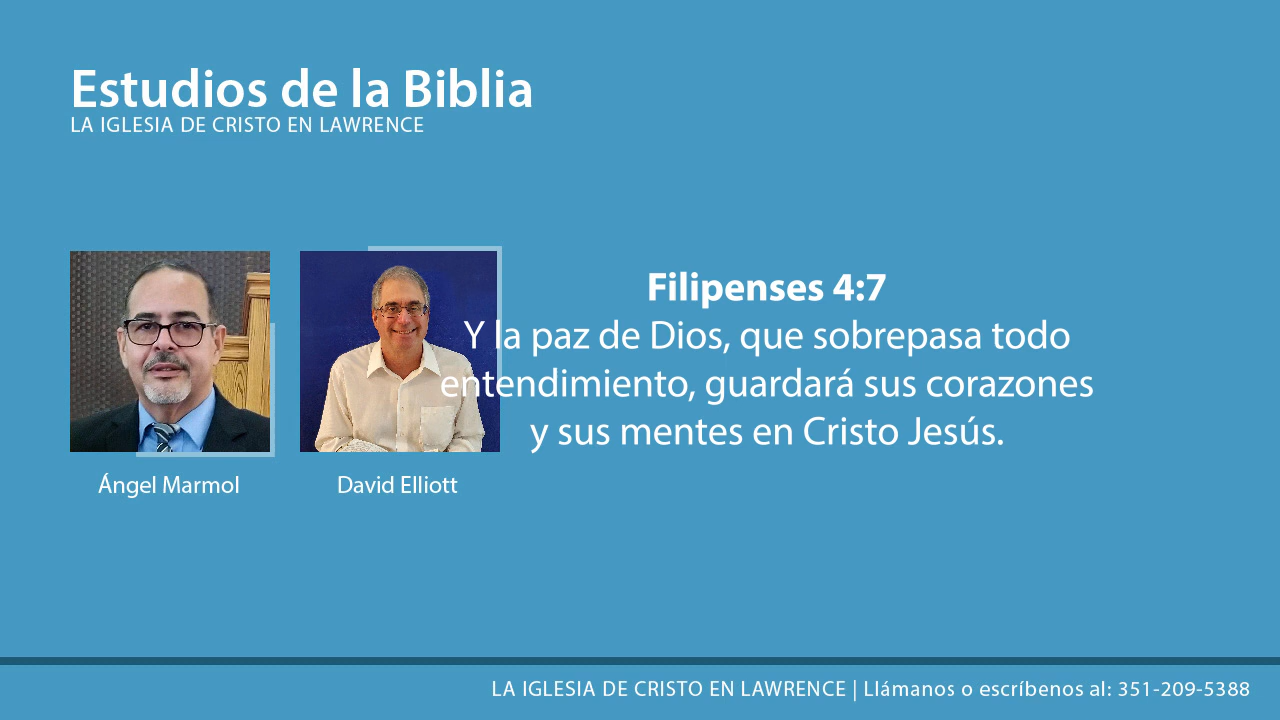 Estudios de la Biblia
LA IGLESIA DE CRISTO EN LAWRENCE
Filipenses 4:7
Y la paz de Dios, que sobrepasa todo
entendimiento, guardará sus corazones
y sus mentes en Cristo Jesús.
Ángel Marmol
David Elliott
LA IGLESIA DE CRISTO EN LAWRENCE | Llámanos o escríbenos al: 351-209-5388